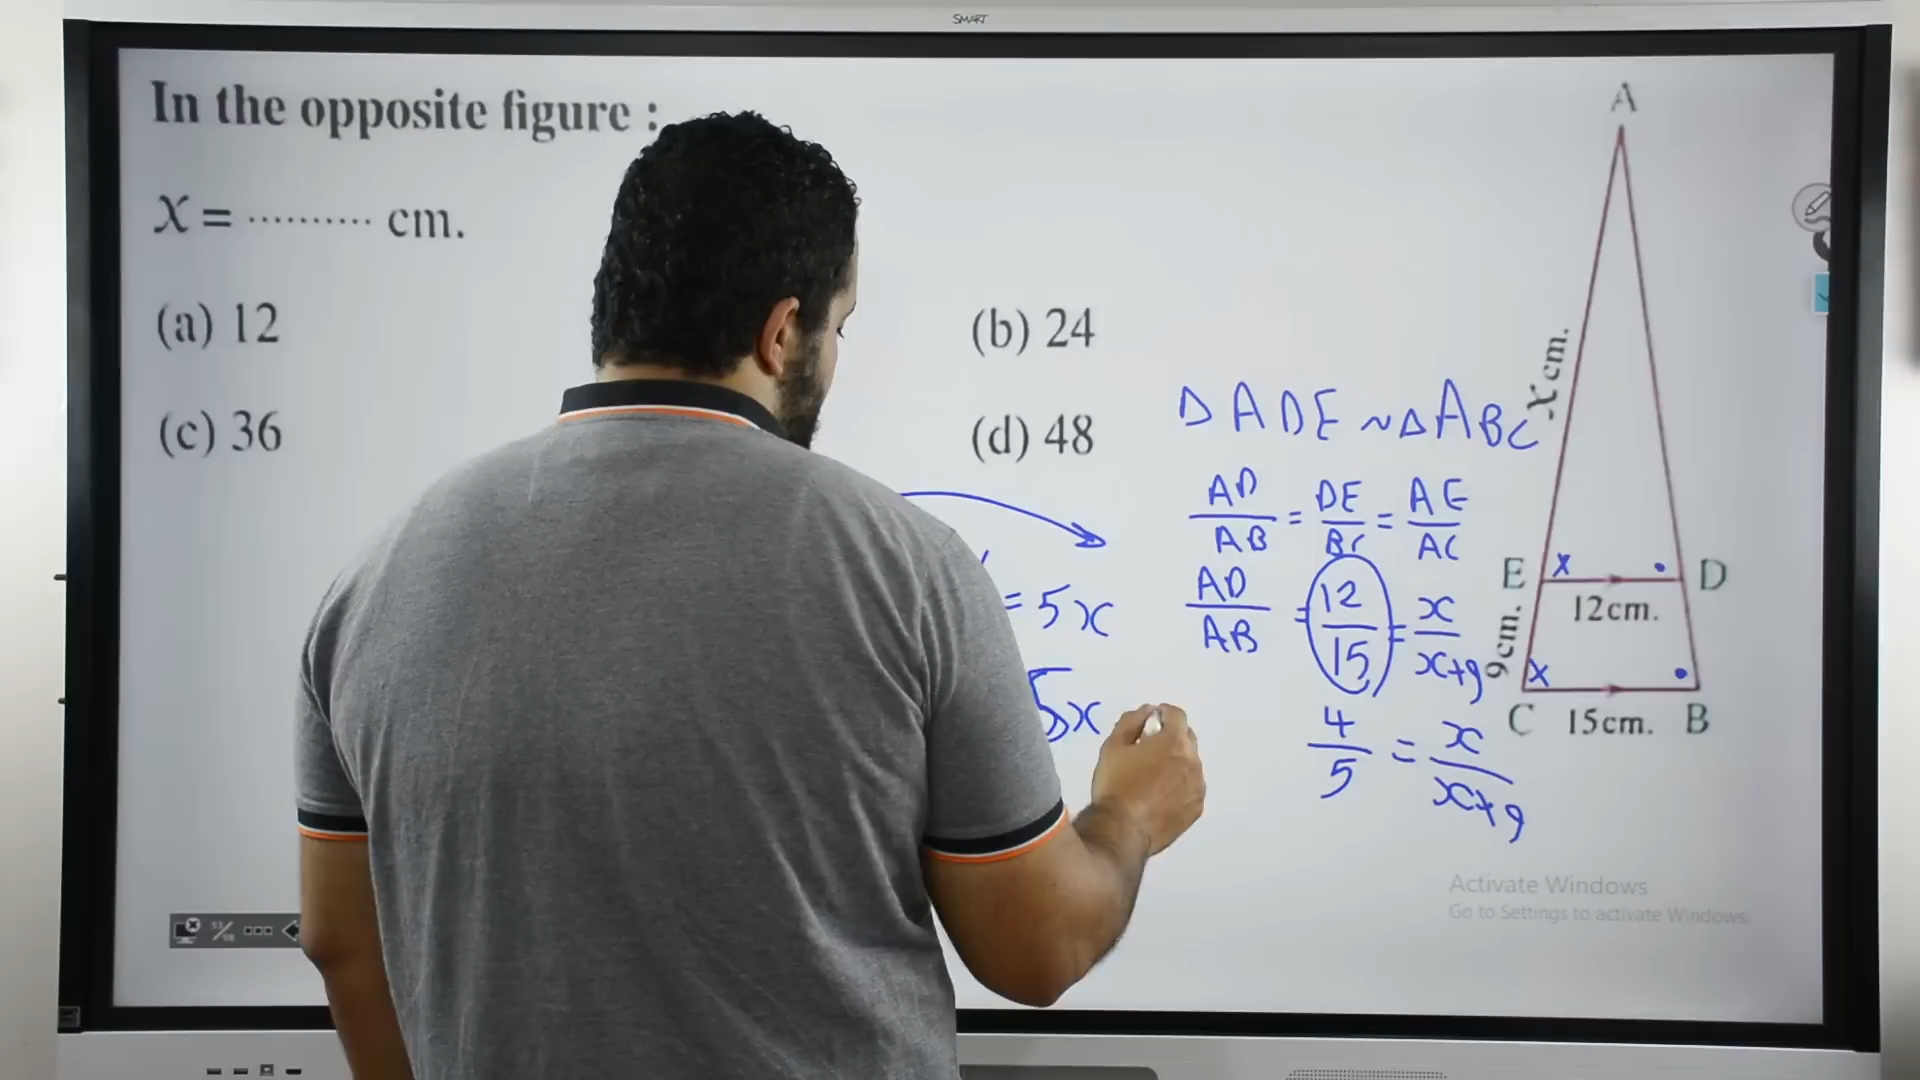 SMART
In the opposite figure :
x = .......... cm.
(a) 12
(b) 24
(c) 36
(d) 48
A
x cm.
E
D
12cm.
9cm.
C
15cm.
B
x
x
Δ ADE ~ Δ ABC
AD/AB = DE/BC = AE/AC
AD/AB = 12/15 = x/x+9
4/5 = x/x+9
= 5x
5x
Activate Windows
Go to Settings to activate Windows.